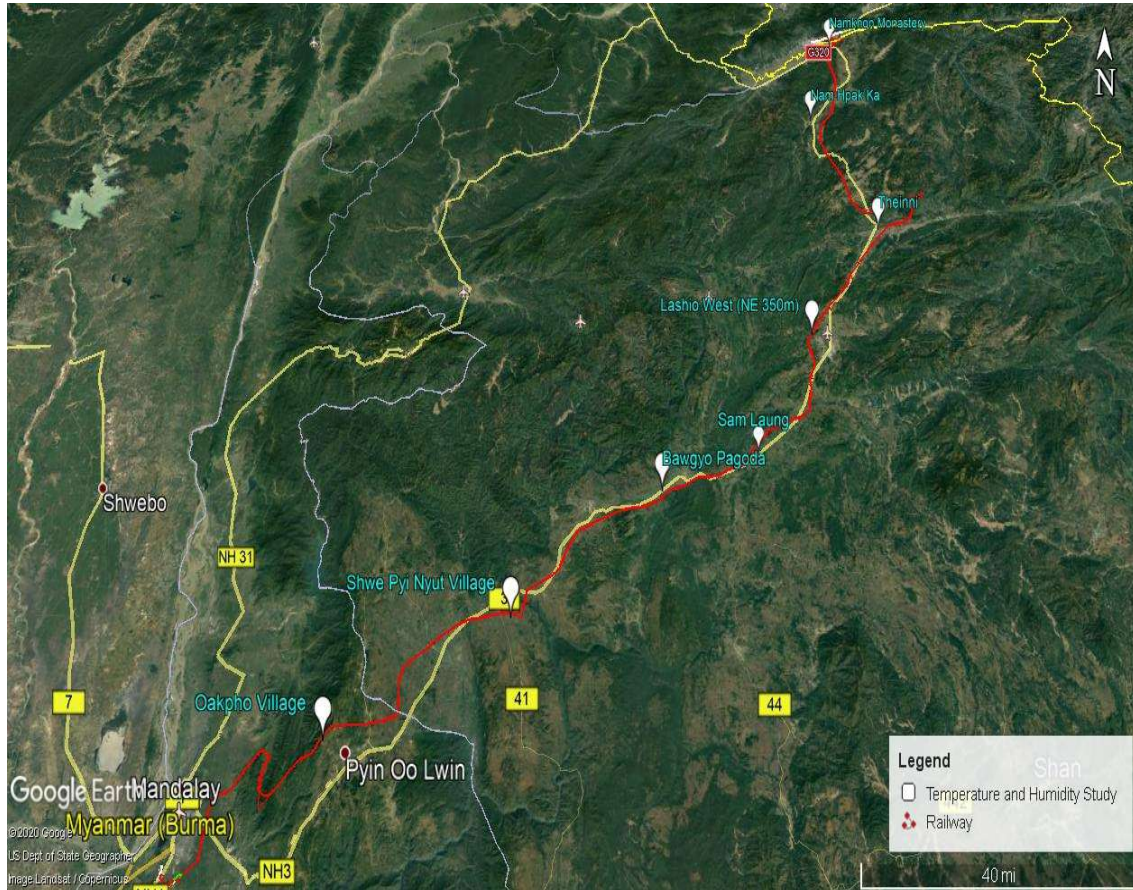 Namkhon Monastery
G320
N
Nam Hpak Ka
Theinni
Lashio West (NE 350m)
Sam Laung
Bawgyo Pagoda
Shwebo
NH 31
Shwe Pyi Nyut Village
7
41
44
Oakpho Village
Pyin Oo Lwin
Google Earth
Mandalay
Myanmar (Burma)
©2020 Google
US Dept of State Geographer
Image Landsat / Copernicus
NH3
Legend
Shan
Temperature and Humidity Study
Railway
40 mi